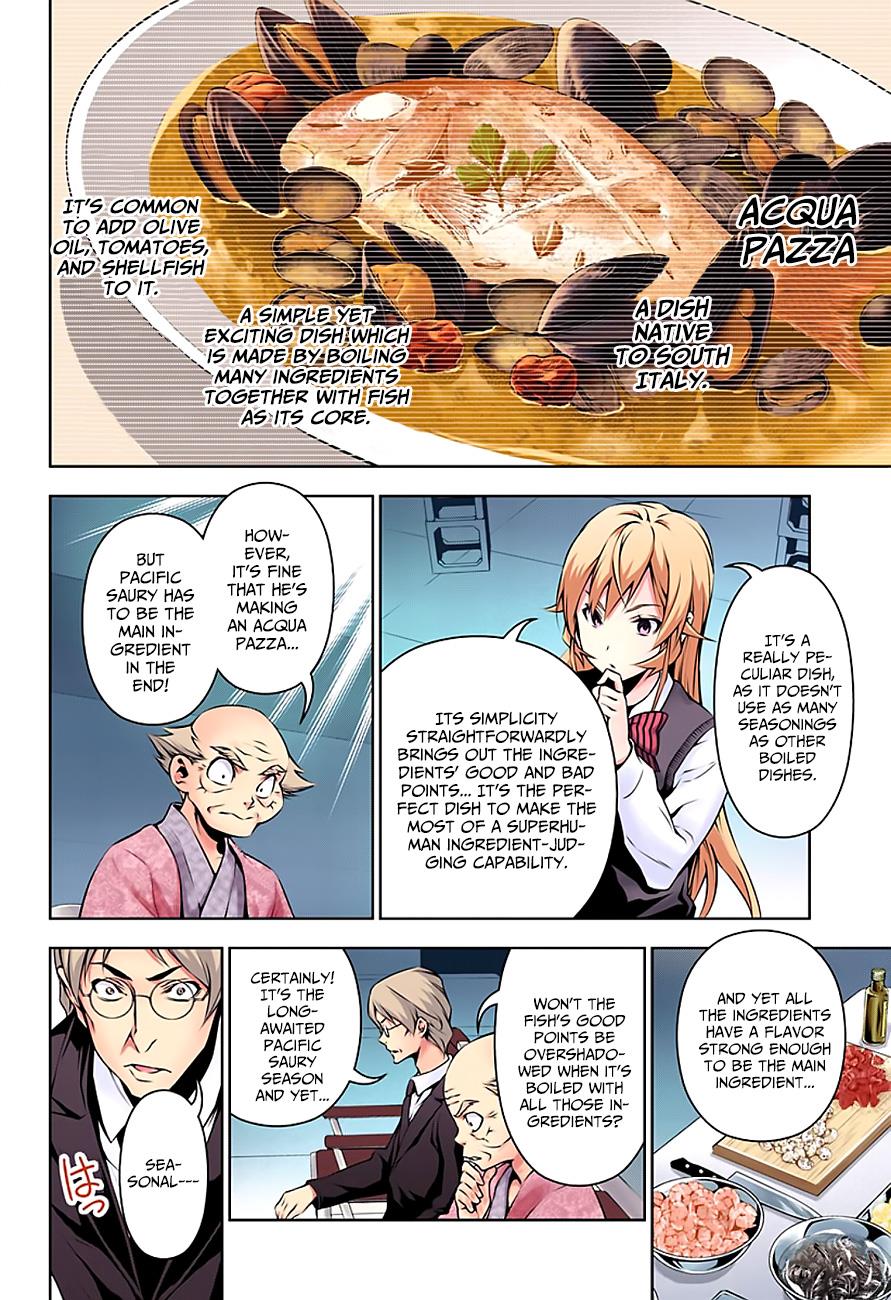 ACQUA
PAZZA
A DISH
NATIVE
TO SOUTH
ITALY.
A SIMPLE YET
EXCITING DISH WHICH
IS MADE BY BOILING
MANY INGREDIENTS
TOGETHER WITH FISH
AS ITS CORE.
IT'S COMMON
TO ADD OLIVE
OIL, TOMATOES,
AND SHELLFISH
TO IT.
IT'S A
REALLY PE-
CULIAR DISH,
AS IT DOESN'T
USE AS MANY
SEASONINGS
AS OTHER
BOILED
DISHES.
ITS SIMPLICITY
STRAIGHTFORWARDLY
BRINGS OUT THE INGRE-
DIENTS' GOOD AND BAD
POINTS... IT'S THE PER-
FECT DISH TO MAKE THE
MOST OF A SUPERHU-
MAN INGREDIENT-JUD-
GING CAPABILITY.
HOW-
EVER,
IT'S FINE
THAT HE'S
MAKING
AN ACQUA
PAZZA...
BUT
PACIFIC
SAURY HAS
TO BE THE
MAIN IN-
GREDIENT
IN THE
END!
AND YET ALL
THE INGREDIENTS
HAVE A FLAVOR
STRONG ENOUGH
TO BE THE MAIN
INGREDIENT...
WON'T THE
FISH'S GOOD
POINTS BE
OVERSHADO-
WED WHEN IT'S
BOILED WITH
ALL THOSE IN-
GREDIENTS?
CERTAINLY!
IT'S THE
LONG-
AWAITED
PACIFIC
SAURY
SEASON
AND YET...
SEA-
SONAL---
はっ